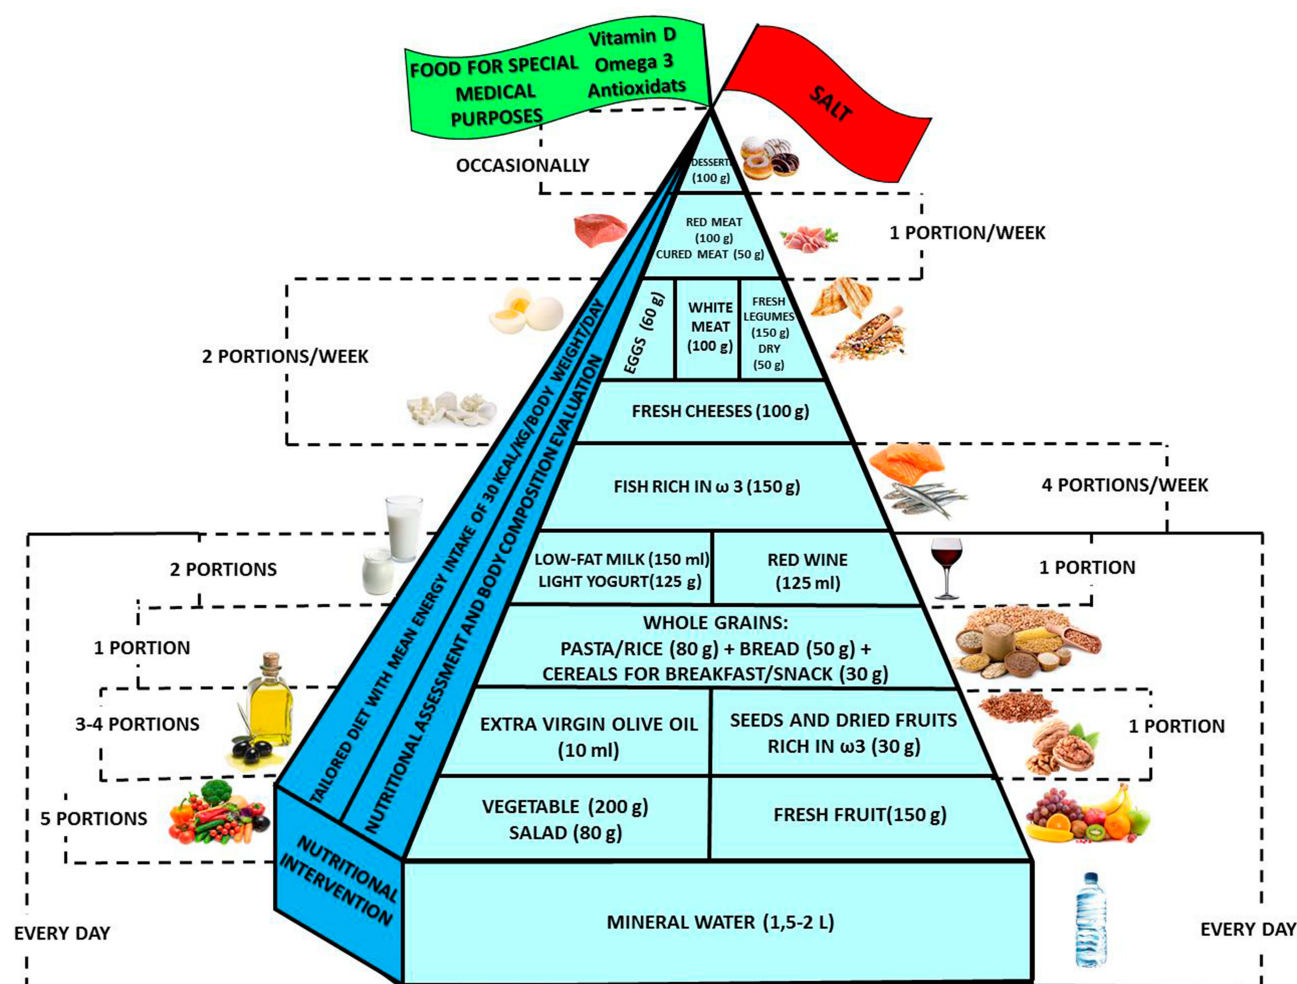 FOOD FOR SPECIAL
MEDICAL
PURPOSES
Vitamin D
Omega 3
Antioxidats
SALT
OCCASIONALLY
DESSERT
(100 g)
RED MEAT
(100 g)
CURED MEAT (50 g)
1 PORTION/WEEK
2 PORTIONS/WEEK
EGGS (60 g)
WHITE
MEAT
(100 g)
FRESH
LEGUMES
(150 g)
DRY
(50 g)
FRESH CHEESES (100 g)
FISH RICH IN ω 3 (150 g)
4 PORTIONS/WEEK
2 PORTIONS
LOW-FAT MILK (150 ml)
LIGHT YOGURT(125 g)
RED WINE
(125 ml)
1 PORTION
1 PORTION
WHOLE GRAINS:
PASTA/RICE (80 g) + BREAD (50 g) +
CEREALS FOR BREAKFAST/SNACK (30 g)
3-4 PORTIONS
EXTRA VIRGIN OLIVE OIL
(10 ml)
SEEDS AND DRIED FRUITS
RICH IN ω3 (30 g)
1 PORTION
5 PORTIONS
VEGETABLE (200 g)
SALAD (80 g)
FRESH FRUIT(150 g)
MINERAL WATER (1,5-2 L)
EVERY DAY
EVERY DAY
TAILORED DIET WITH MEAN ENERGY INTAKE OF 30 KCAL/KG/BODY WEIGHT/DAY
NUTRITIONAL ASSESSMENT AND BODY COMPOSITION EVALUATION
NUTRITIONAL
INTERVENTION